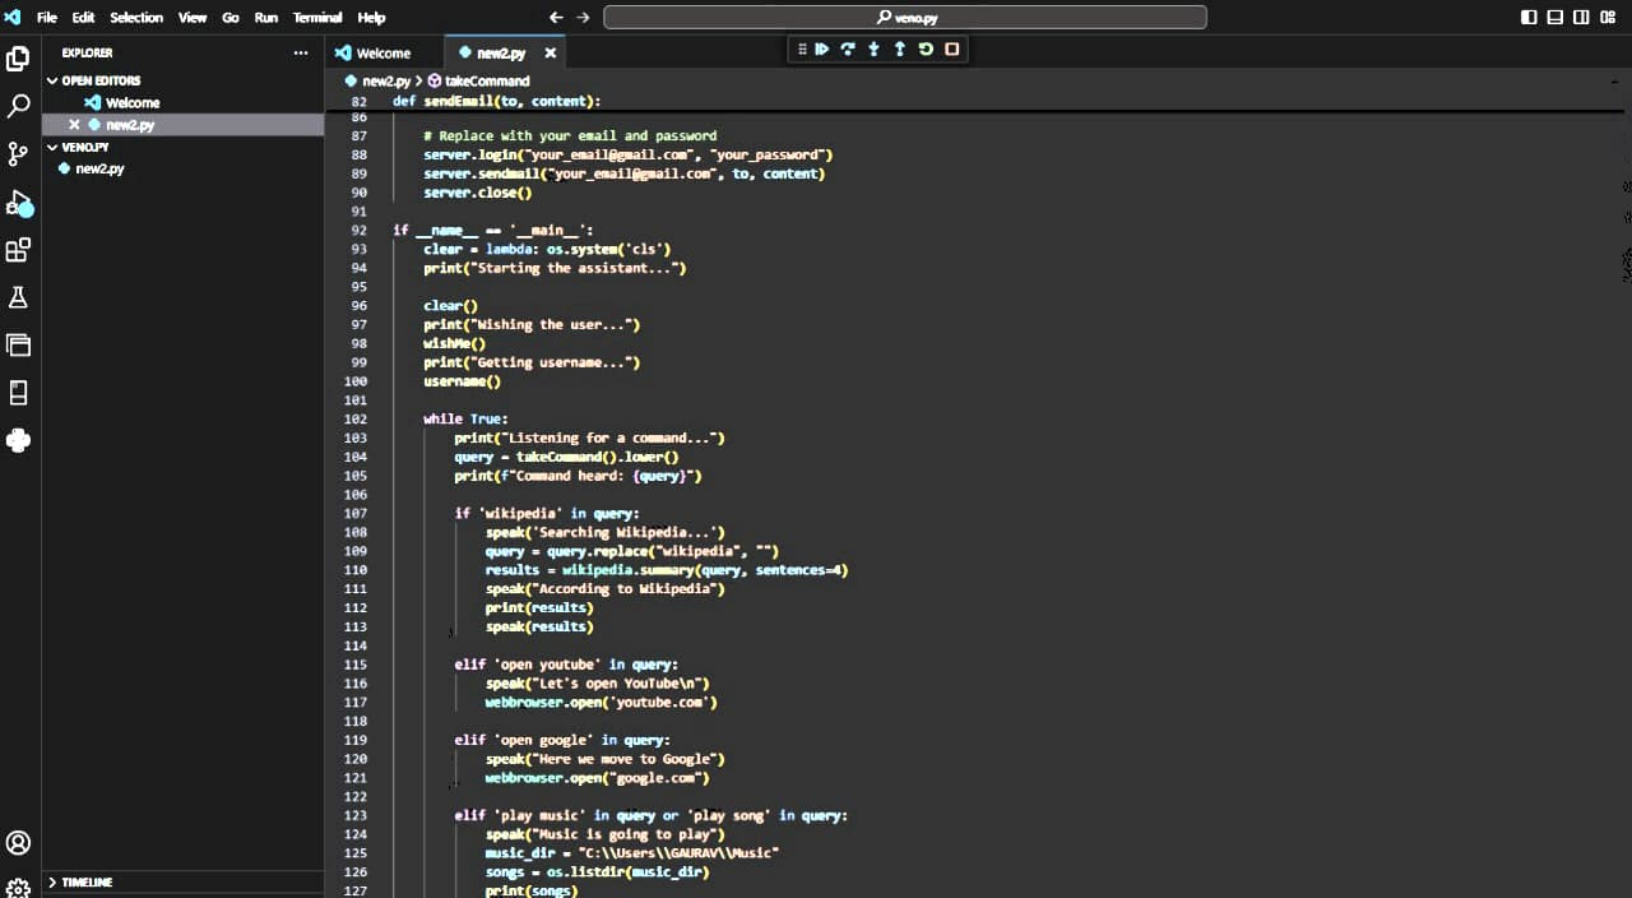 File Edit Selection View Go Run Terminal Help
veno.py
EXPLORER
OPEN EDITORS
Welcome
new2.py
VENO.PY
new2.py
TIMELINE
Welcome
new2.py
new2.py > takeCommand
82 def sendEmail(to, content):
86
87 # Replace with your email and password
88 server.login("your_email@gmail.com", "your_password")
89 server.sendmail("your_email@gmail.com", to, content)
90 server.close()
91
92 if __name__ == '__main__':
93 clear = lambda: os.system('cls')
94 print("Starting the assistant...")
95
96 clear()
97 print("Wishing the user...")
98 wishMe()
99 print("Getting username...")
100 username()
101
102 while True:
103 print("Listening for a command...")
104 query = takeCommand().lower()
105 print(f"Command heard: {query}")
106
107 if 'wikipedia' in query:
108 speak('Searching Wikipedia...')
109 query = query.replace("wikipedia", "")
110 results = wikipedia.summary(query, sentences=4)
111 speak("According to Wikipedia")
112 print(results)
113 speak(results)
114
115 elif 'open youtube' in query:
116 speak("Let's open YouTube\n")
117 webbrowser.open('youtube.com')
118
119 elif 'open google' in query:
120 speak("Here we move to Google")
121 webbrowser.open("google.com")
122
123 elif 'play music' in query or 'play song' in query:
124 speak("Music is going to play")
125 music_dir = "C:\\Users\\GAURAV\\Music"
126 songs = os.listdir(music_dir)
127 print(songs)